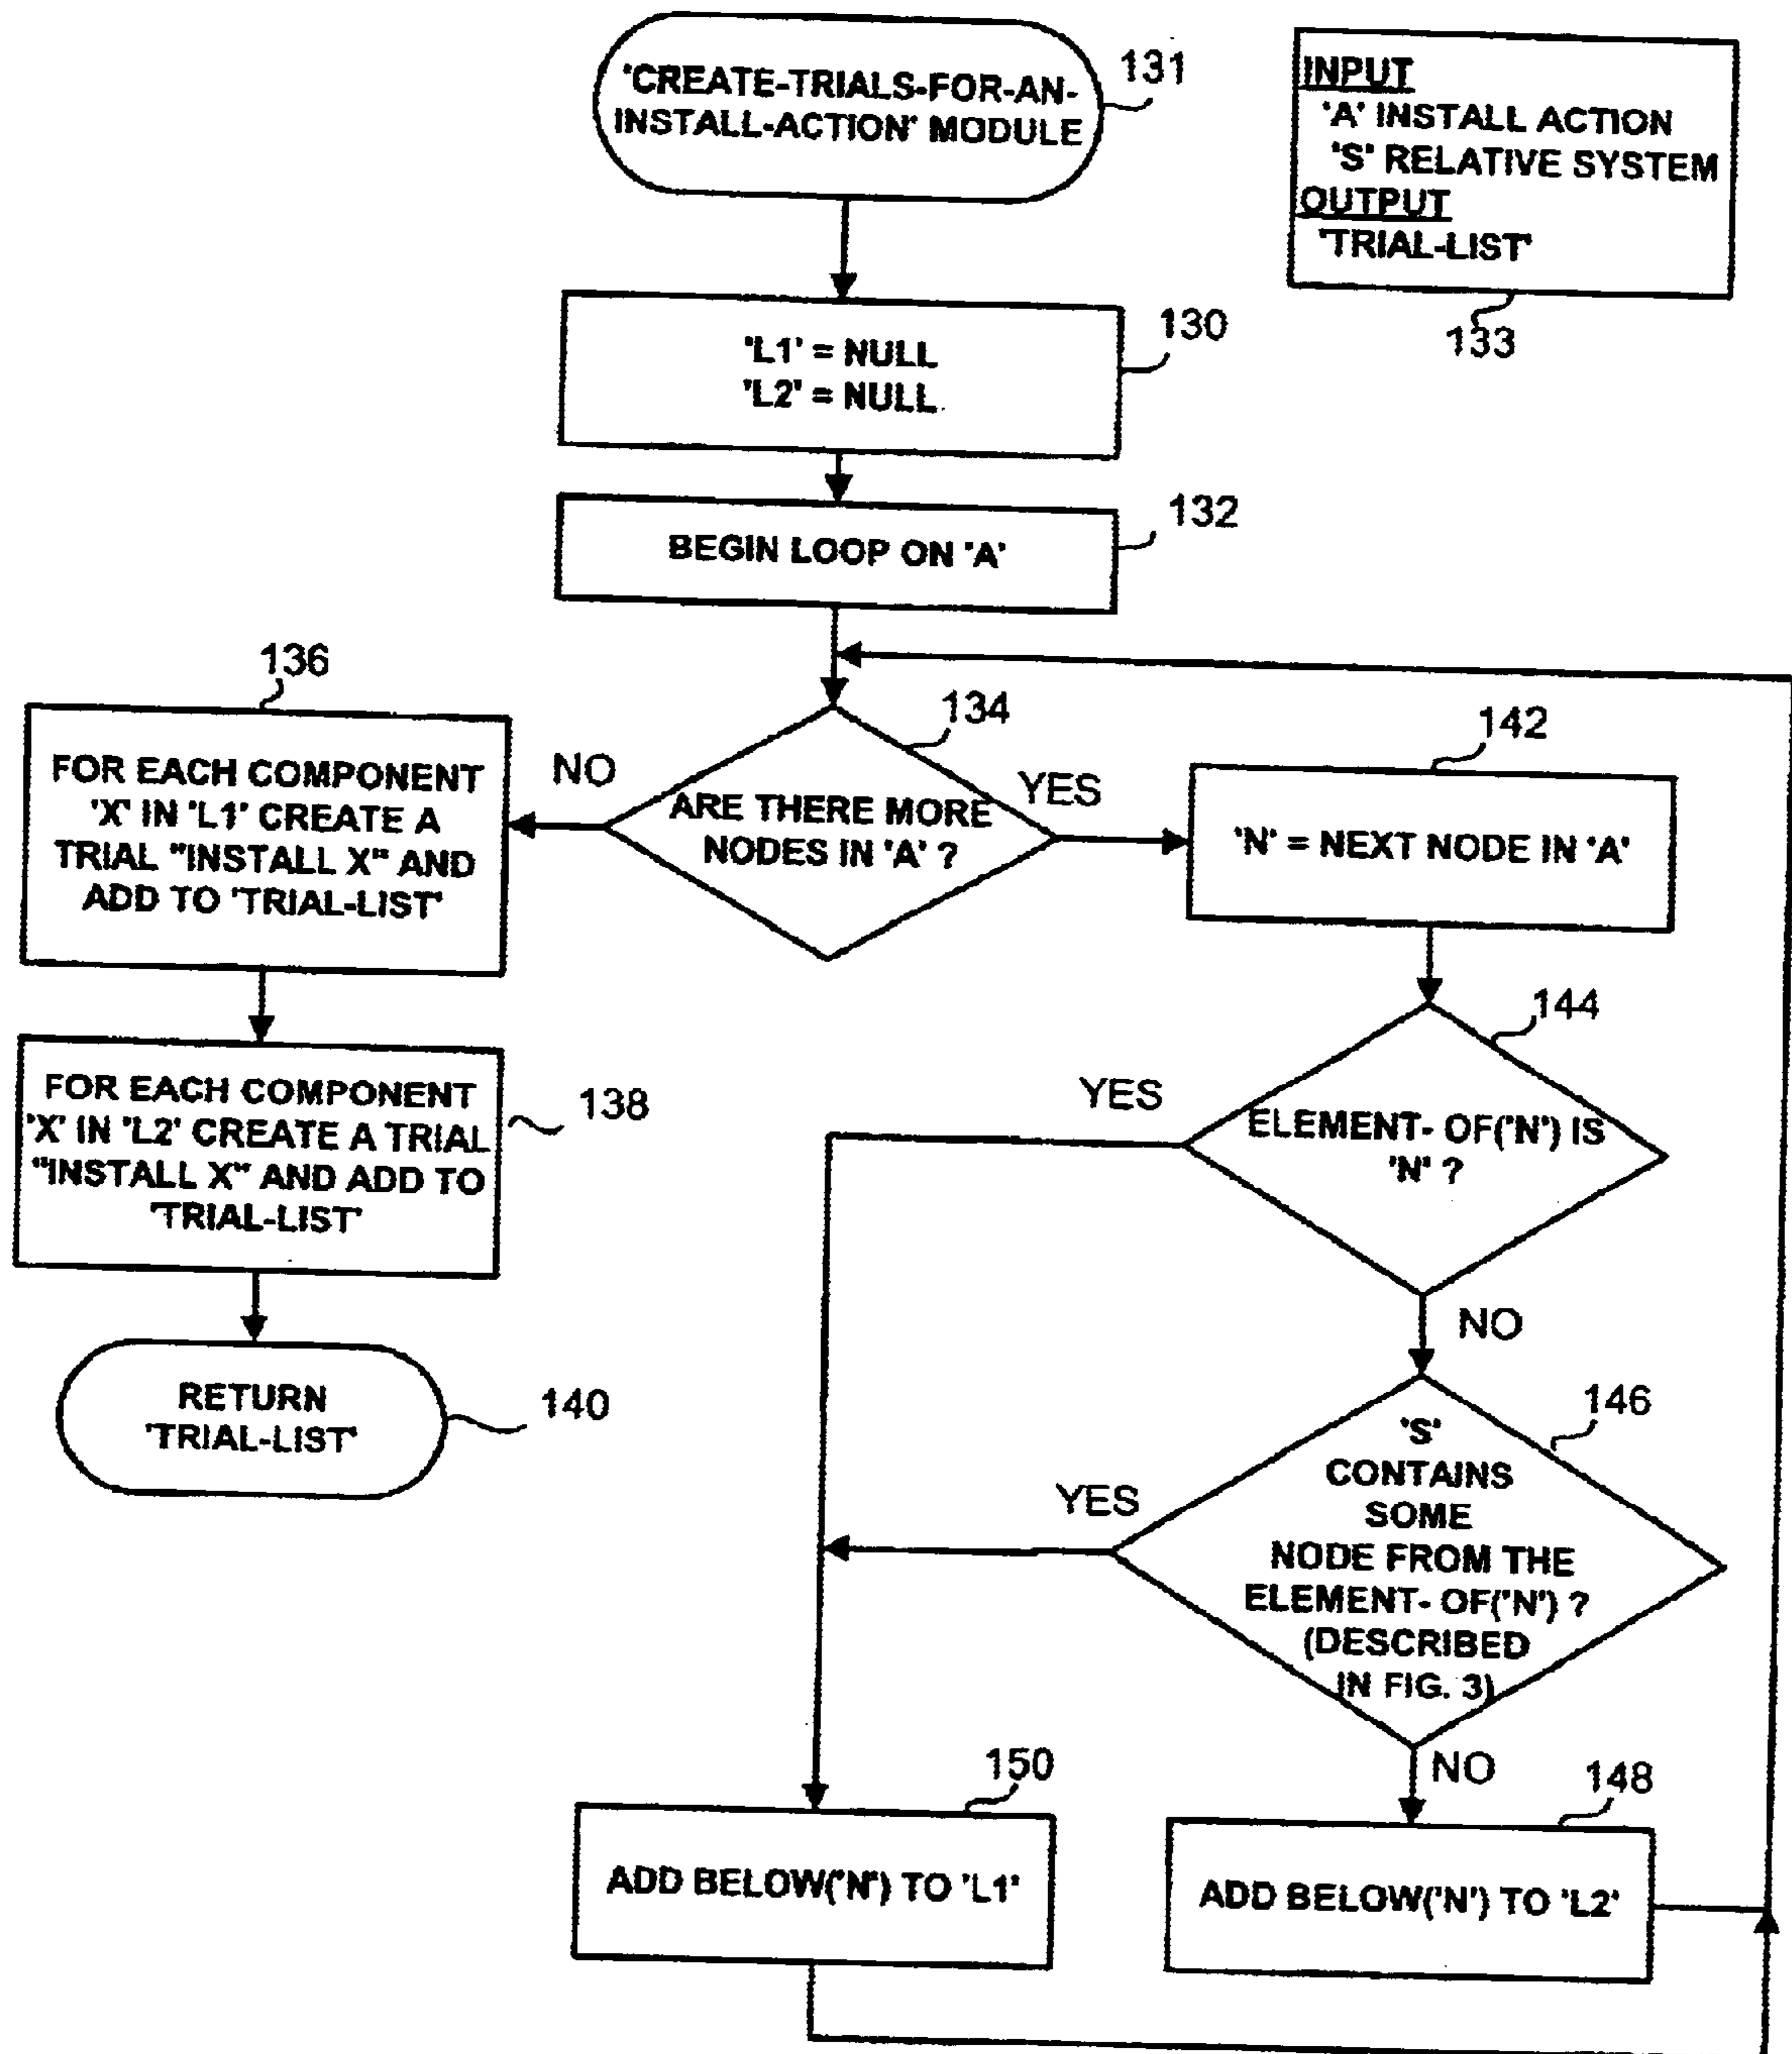 'CREATE-TRIALS-FOR-AN-
INSTALL-ACTION' MODULE
131
INPUT
'A' INSTALL ACTION
'S' RELATIVE SYSTEM
OUTPUT
'TRIAL-LIST'
133
'L1' = NULL
'L2' = NULL
130
BEGIN LOOP ON 'A'
132
136
FOR EACH COMPONENT
'X' IN 'L1' CREATE A
TRIAL "INSTALL X" AND
ADD TO 'TRIAL-LIST'
NO
134
ARE THERE MORE
NODES IN 'A' ?
YES
142
'N' = NEXT NODE IN 'A'
FOR EACH COMPONENT
'X' IN 'L2' CREATE A TRIAL
"INSTALL X" AND ADD TO
'TRIAL-LIST'
138
144
YES
ELEMENT- OF('N') IS
'N' ?
NO
RETURN
'TRIAL-LIST'
140
146
YES
'S'
CONTAINS
SOME
NODE FROM THE
ELEMENT- OF('N') ?
(DESCRIBED
IN FIG. 3)
NO
150
ADD BELOW('N') TO 'L1'
148
ADD BELOW('N') TO 'L2'